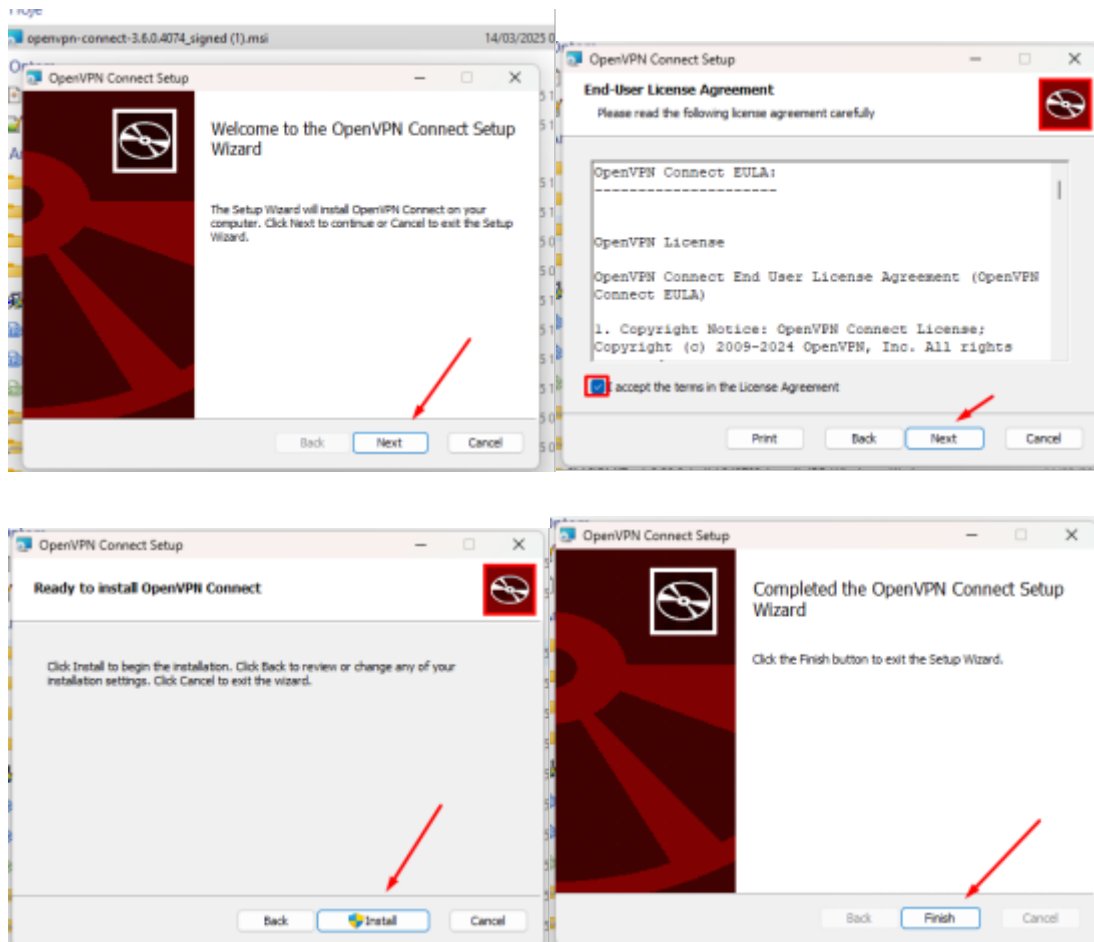 Hoje
openvpn-connect-3.6.0.4074_signed (1).msi 14/03/2025 0
OpenVPN Connect Setup
Welcome to the OpenVPN Connect Setup
Wizard
The Setup Wizard will install OpenVPN Connect on your
computer. Click Next to continue or Cancel to exit the Setup
Wizard.
Back Next Cancel
OpenVPN Connect Setup
End-User License Agreement
Please read the following license agreement carefully
OpenVPN Connect EULA:
----------------------
OpenVPN License
OpenVPN Connect End User License Agreement (OpenVPN
Connect EULA)
1. Copyright Notice: OpenVPN Connect License;
Copyright (c) 2009-2024 OpenVPN, Inc. All rights
I accept the terms in the License Agreement
Print Back Next Cancel
OpenVPN Connect Setup
Ready to install OpenVPN Connect
Click Install to begin the installation. Click Back to review or change any of your
installation settings. Click Cancel to exit the wizard.
Back Install Cancel
OpenVPN Connect Setup
Completed the OpenVPN Connect Setup
Wizard
Click the Finish button to exit the Setup Wizard.
Back Finish Cancel